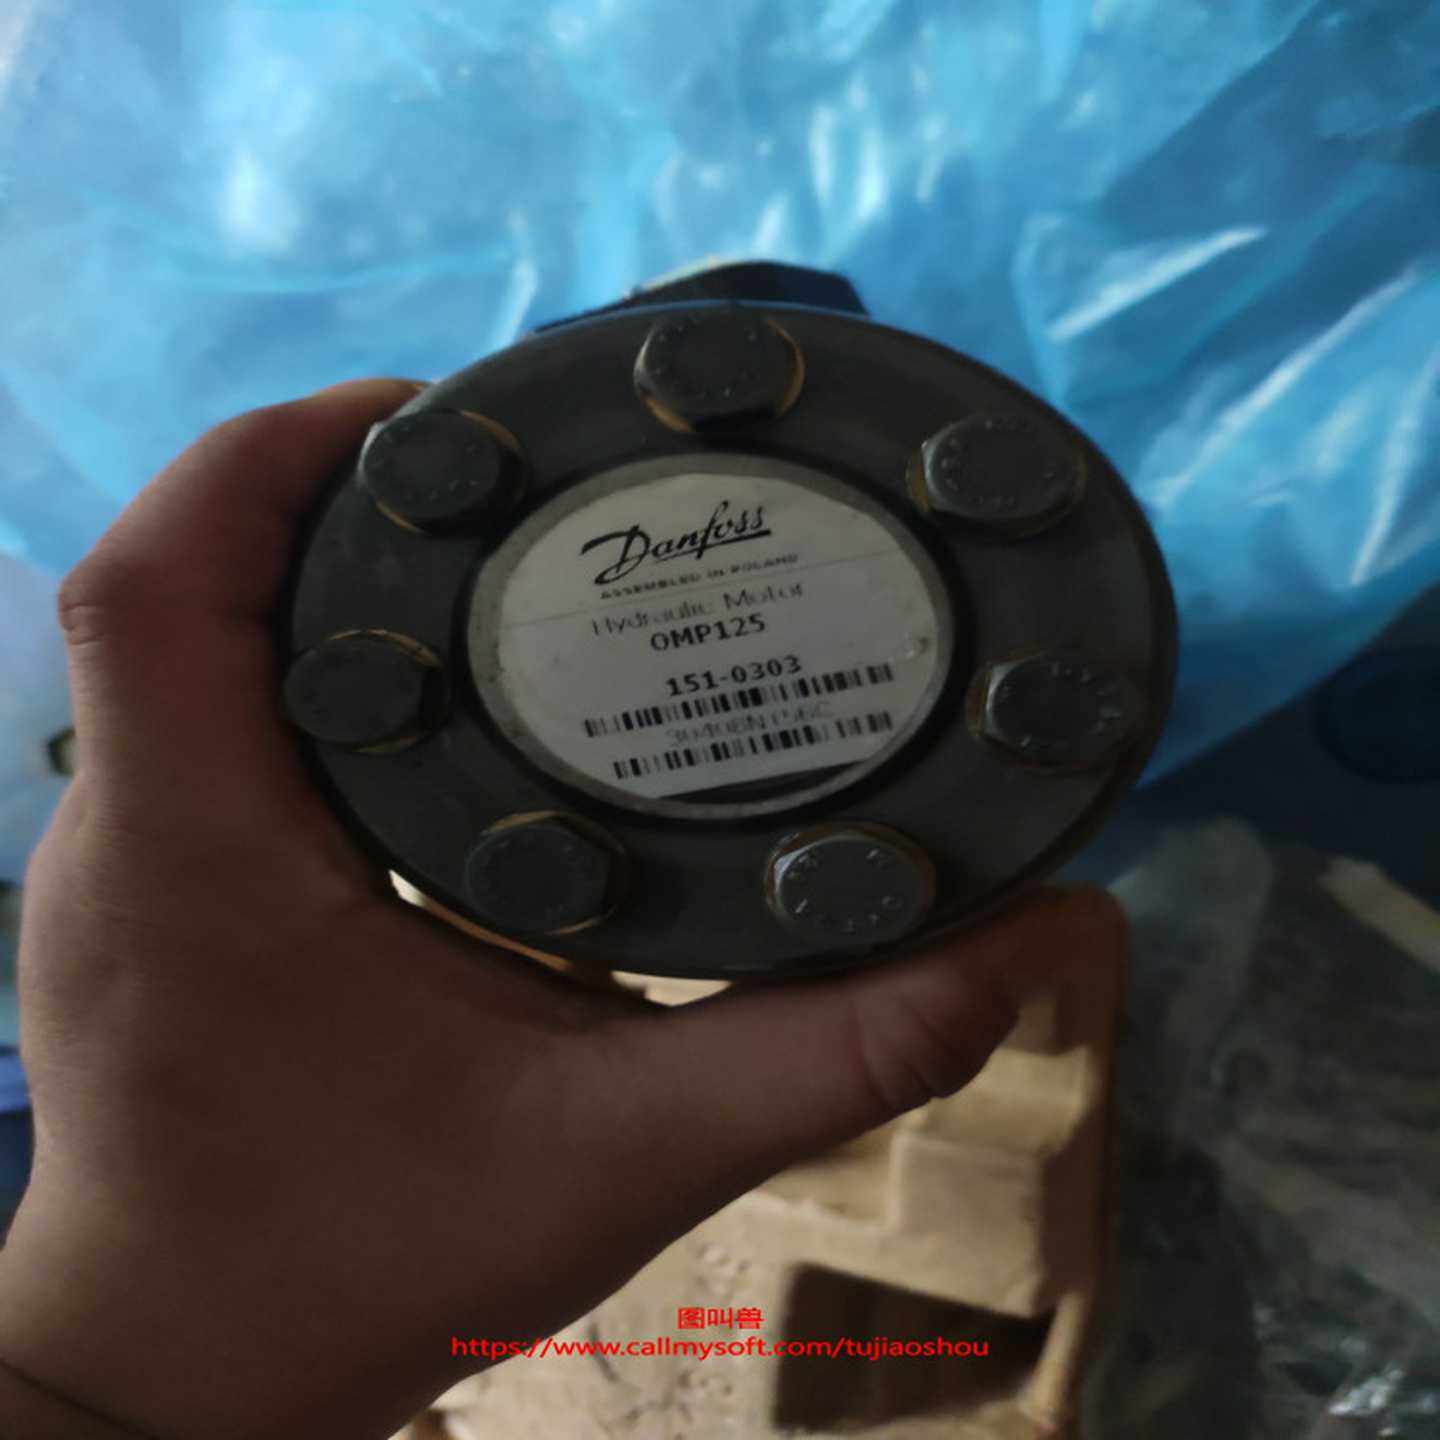 Danfoss
ASSEMBLED IN POLAND
Hydraulic Motor
OMP125
151-0303
图叫兽
https://www.callmysoft.com/tujiaoshou